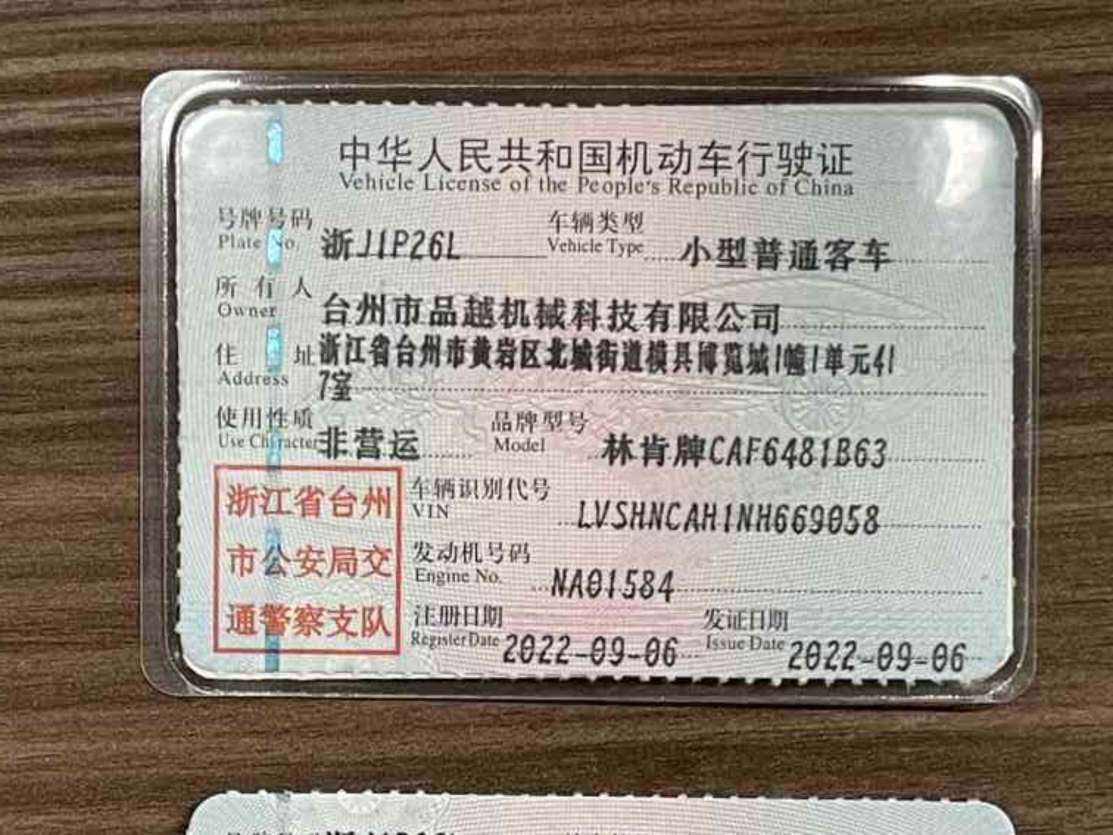 中华人民共和国机动车行驶证
Vehicle License of the People's Republic of China
号牌号码 浙J1P26L 车辆类型 小型普通客车
Plate No. Vehicle Type
所有人 台州市品越机械科技有限公司
Owner
住址 浙江省台州市黄岩区北城街道模具博览城1幢1单元41
Address 7室
使用性质 非营运 品牌型号 林肯牌CAF6481B63
Use Character Model
浙江省台州
市公安局交
通警察支队
车辆识别代号 LVSHNCAH1NH669058
VIN
发动机号码 NA01584
Engine No.
注册日期 2022-09-06 发证日期 2022-09-06
Register Date Issue Date